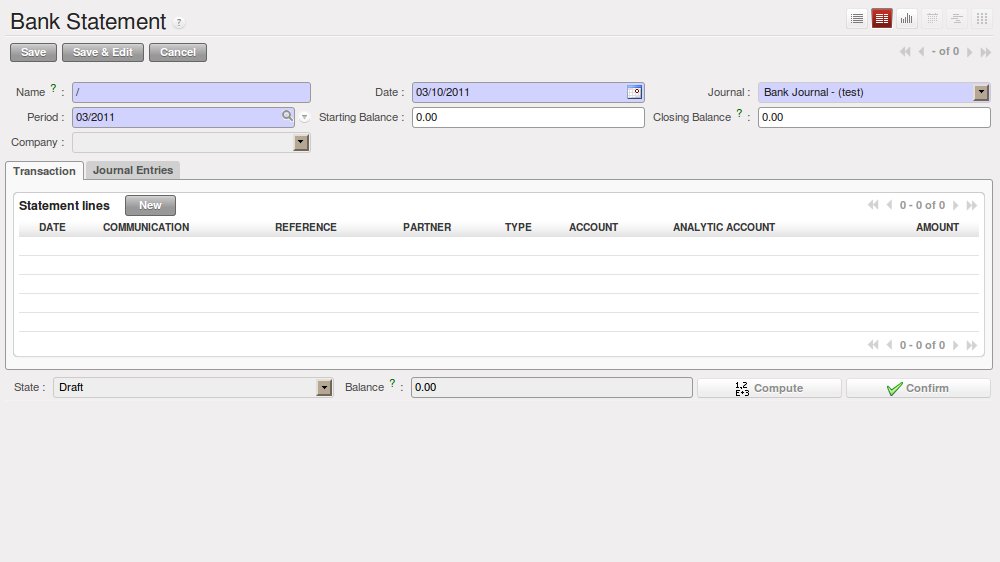 Bank Statement ?
Save Save & Edit Cancel - of 0
Name ? : / Date : 03/10/2011 Journal : Bank Journal - (test)
Period : 03/2011 Starting Balance : 0.00 Closing Balance ? : 0.00
Company :
Transaction Journal Entries
Statement lines New 0 - 0 of 0
DATE COMMUNICATION REFERENCE PARTNER TYPE ACCOUNT ANALYTIC ACCOUNT AMOUNT
0 - 0 of 0
State : Draft Balance ? : 0.00 1,2 E+3 Compute Confirm